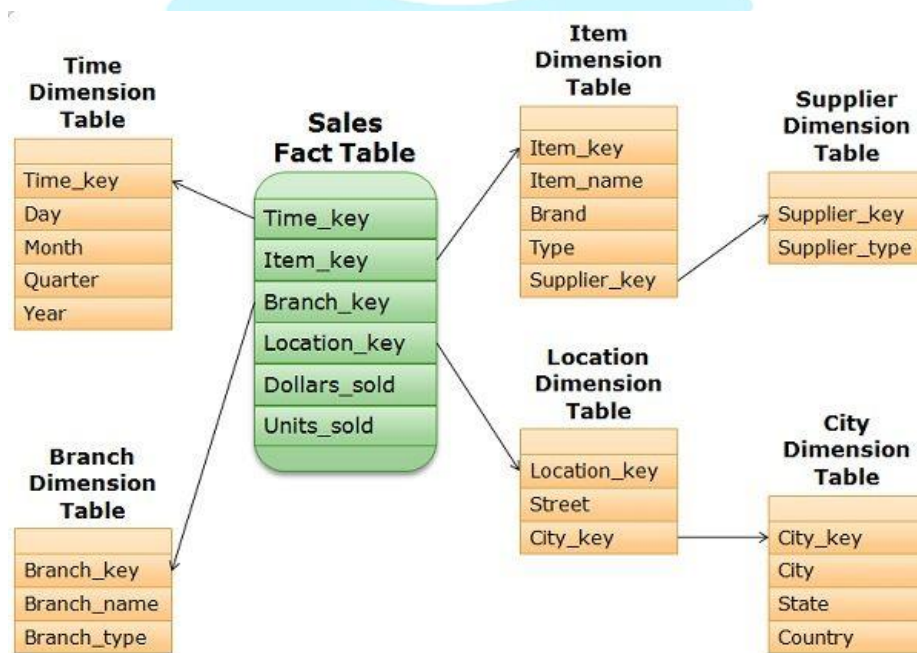 Time
Dimension
Table
Time_key
Day
Month
Quarter
Year
Sales
Fact Table
Time_key
Item_key
Branch_key
Location_key
Dollars_sold
Units_sold
Item
Dimension
Table
Item_key
Item_name
Brand
Type
Supplier_key
Supplier
Dimension
Table
Supplier_key
Supplier_type
Branch
Dimension
Table
Branch_key
Branch_name
Branch_type
Location
Dimension
Table
Location_key
Street
City_key
City
Dimension
Table
City_key
City
State
Country